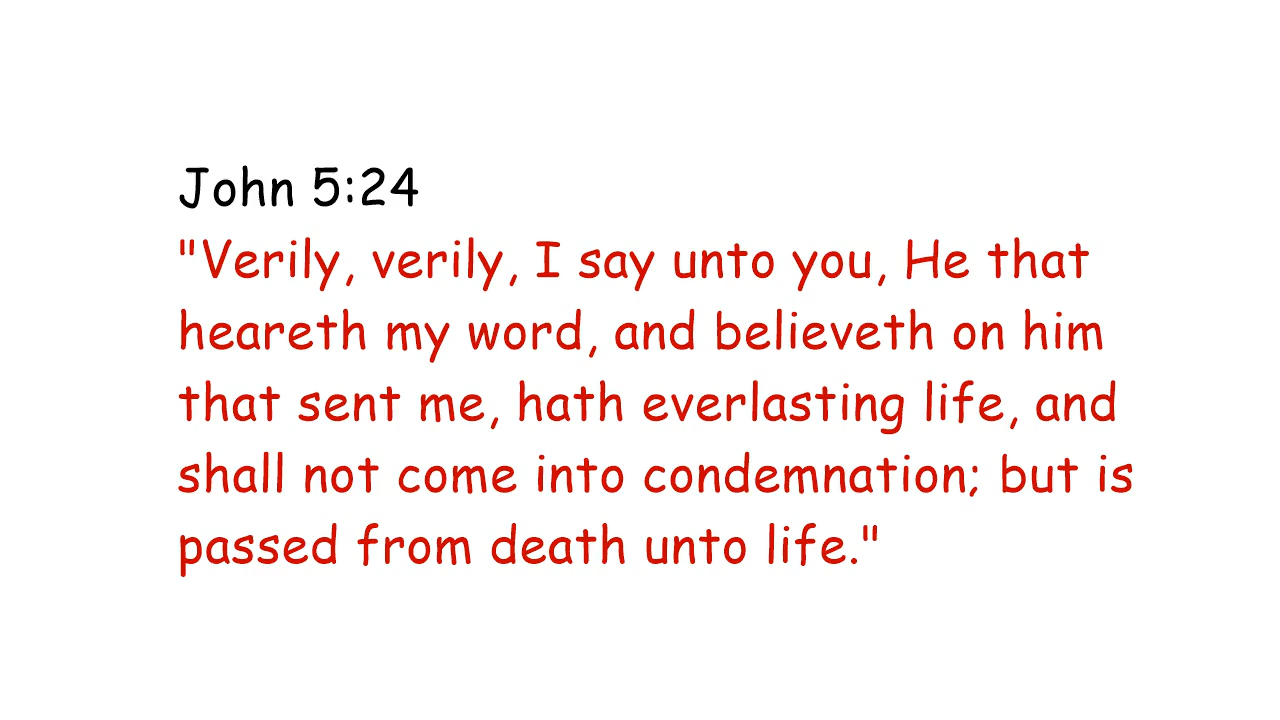 John 5:24
"Verily, verily, I say unto you, He that
heareth my word, and believeth on him
that sent me, hath everlasting life, and
shall not come into condemnation; but is
passed from death unto life."